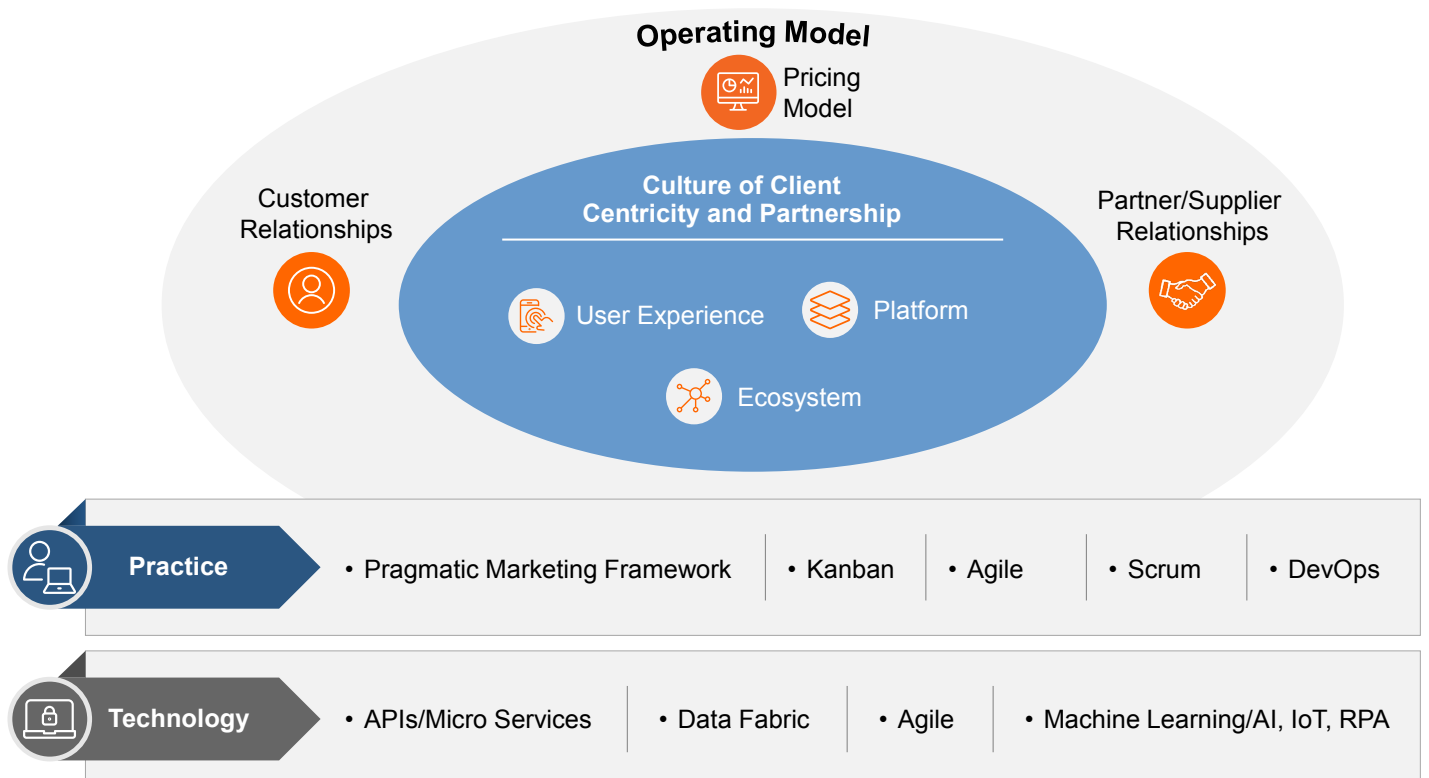 Operating Model
Pricing
Model
Customer
Relationships
Culture of Client
Centricity and Partnership
Partner/Supplier
Relationships
User Experience
Platform
Ecosystem
Practice
• Pragmatic Marketing Framework
• Kanban
• Agile
• Scrum
• DevOps
Technology
• APIs/Micro Services
• Data Fabric
• Agile
• Machine Learning/AI, IoT, RPA